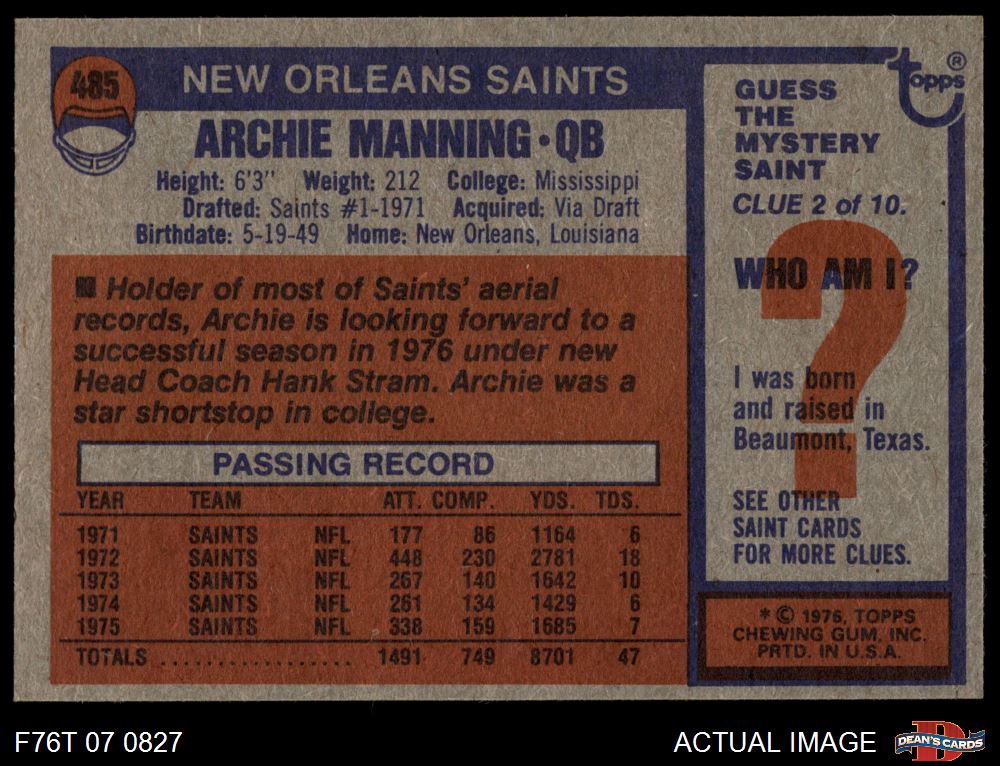 485
NEW ORLEANS SAINTS
ARCHIE MANNING • QB
Height: 6'3" Weight: 212 College: Mississippi
Drafted: Saints #1-1971 Acquired: Via Draft
Birthdate: 5-19-49 Home: New Orleans, Louisiana
■ Holder of most of Saints' aerial
records, Archie is looking forward to a
successful season in 1976 under new
Head Coach Hank Stram. Archie was a
star shortstop in college.
PASSING RECORD
YEAR TEAM ATT. COMP. YDS. TDS.
1971 SAINTS NFL 177 86 1164 6
1972 SAINTS NFL 448 230 2781 18
1973 SAINTS NFL 267 140 1642 10
1974 SAINTS NFL 261 134 1429 6
1975 SAINTS NFL 338 159 1685 7
TOTALS .................. 1491 749 8701 47
topps ®
GUESS
THE
MYSTERY
SAINT
CLUE 2 of 10.
WHO AM I?
?
I was born
and raised in
Beaumont, Texas.
SEE OTHER
SAINT CARDS
FOR MORE CLUES.
* © 1976, TOPPS
CHEWING GUM, INC.
PRTD. IN U.S.A.
F76T 07 0827
ACTUAL IMAGE
D
DEAN'S CARDS